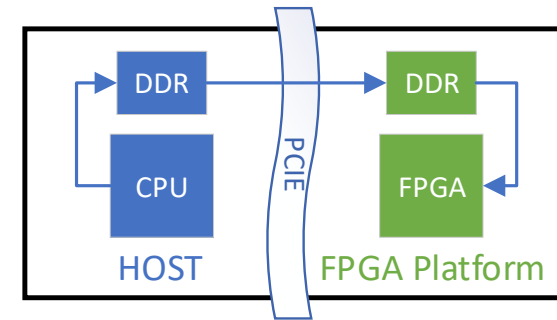 DDR
DDR
CPU
PCIE
FPGA
HOST
FPGA Platform